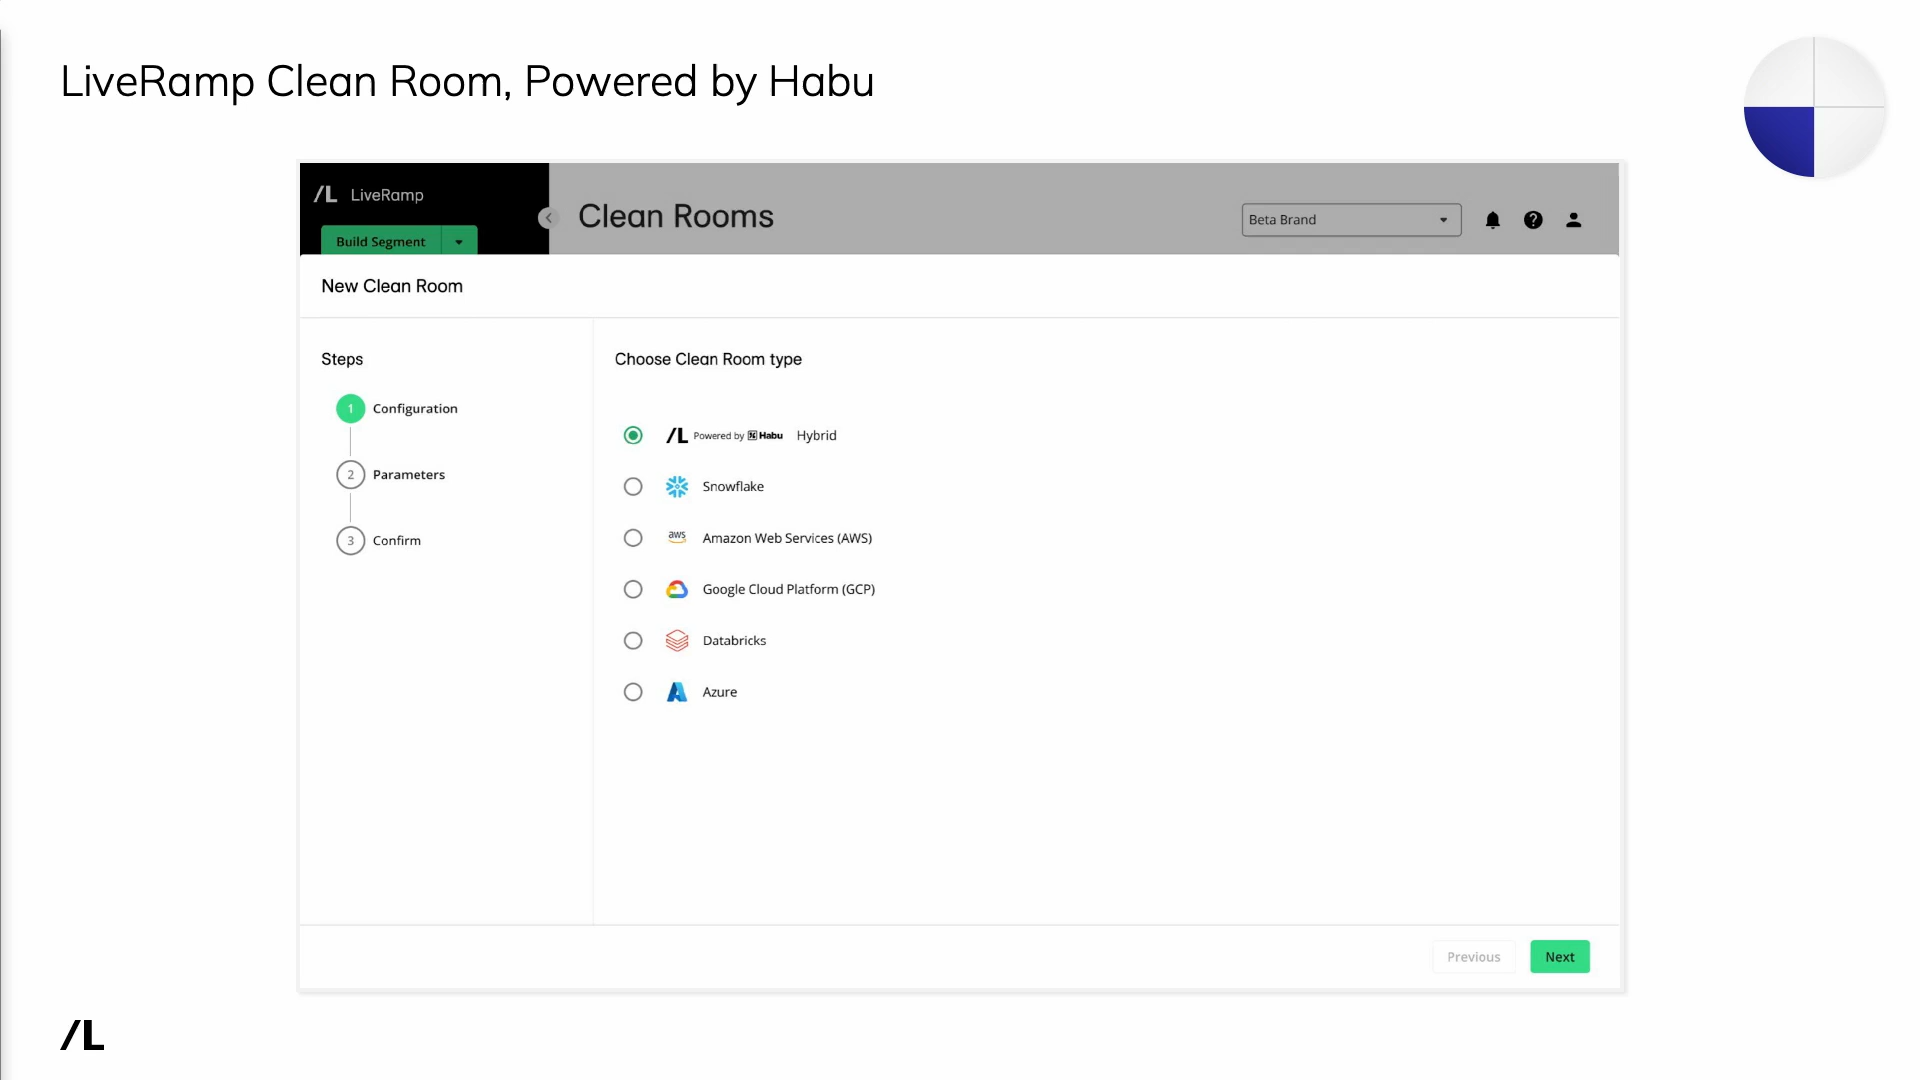 LiveRamp Clean Room, Powered by Habu
/L LiveRamp
Build Segment
Clean Rooms
Beta Brand
New Clean Room
Steps
1 Configuration
2 Parameters
3 Confirm
Choose Clean Room type
/L Powered by Habu Hybrid
Snowflake
aws Amazon Web Services (AWS)
Google Cloud Platform (GCP)
Databricks
Azure
Previous
Next
/L